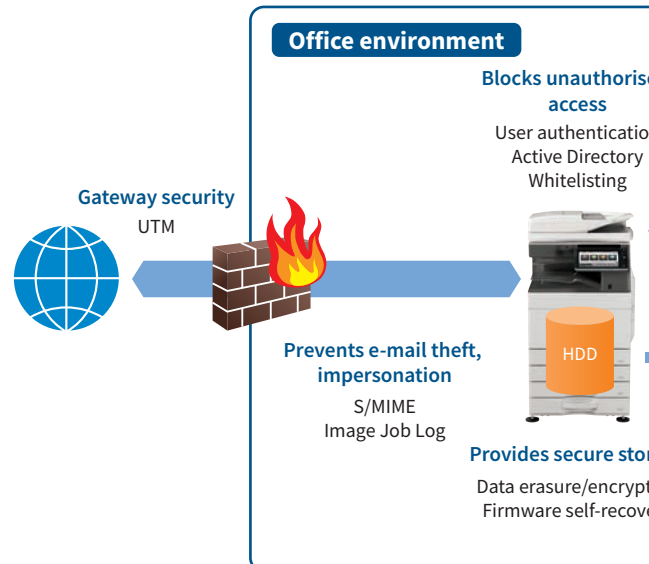 Office environment
Blocks unauthorise
access
User authenticatio
Active Directory
Whitelisting
Gateway security
UTM
HDD
Prevents e-mail theft,
impersonation
S/MIME
Image Job Log
Provides secure stor
Data erasure/encrypt
Firmware self-recove